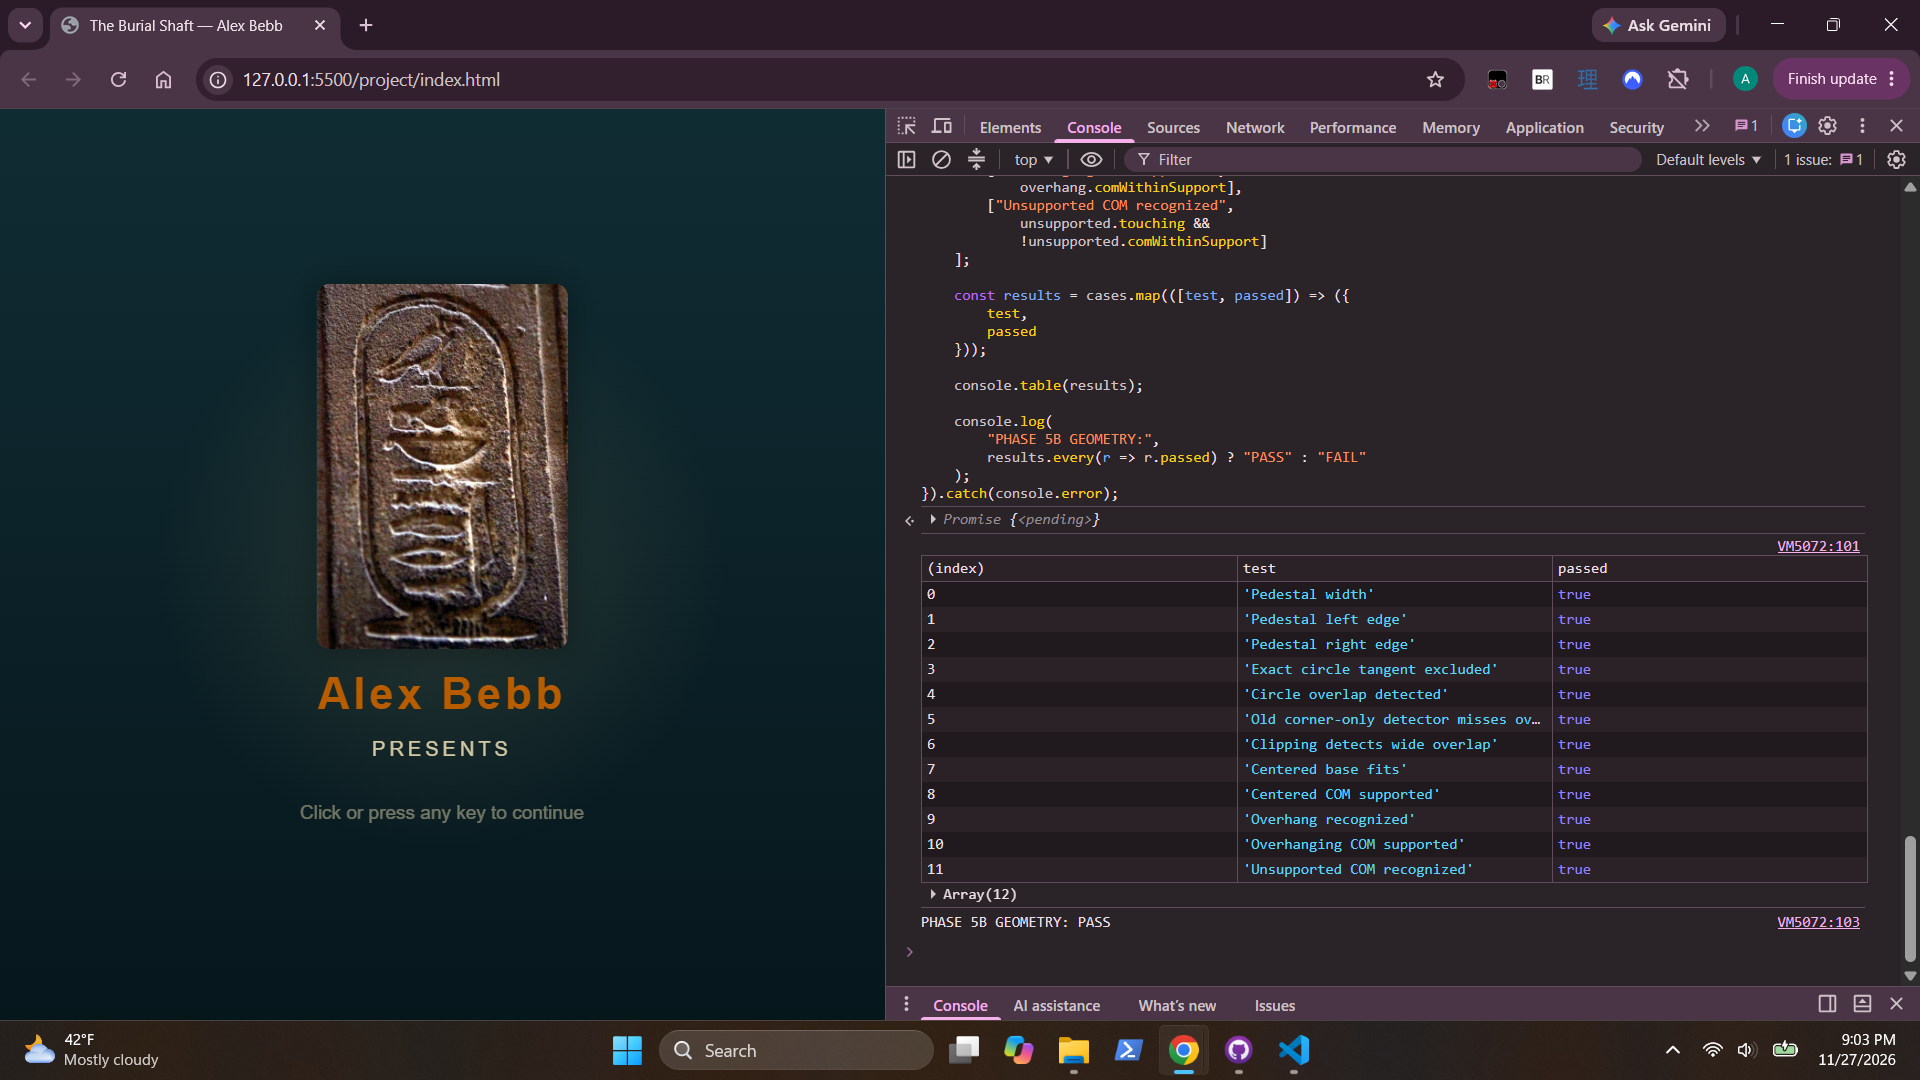 The Burial Shaft — Alex Bebb
Ask Gemini
127.0.0.1:5500/project/index.html
BR
理
A
Finish update
Alex Bebb
PRESENTS
Click or press any key to continue
Elements
Console
Sources
Network
Performance
Memory
Application
Security
1
top
Filter
Default levels
1 issue:
1
overhang.comWithinSupport],
["Unsupported COM recognized",
unsupported.touching &&
!unsupported.comWithinSupport]
];
const results = cases.map(([test, passed]) => ({
test,
passed
}));
console.table(results);
console.log(
"PHASE 5B GEOMETRY:",
results.every(r => r.passed) ? "PASS" : "FAIL"
);
}).catch(console.error);
Promise {<pending>}
VM5072:101
(index) test passed
0 'Pedestal width' true
1 'Pedestal left edge' true
2 'Pedestal right edge' true
3 'Exact circle tangent excluded' true
4 'Circle overlap detected' true
5 'Old corner-only detector misses ov… true
6 'Clipping detects wide overlap' true
7 'Centered base fits' true
8 'Centered COM supported' true
9 'Overhang recognized' true
10 'Overhanging COM supported' true
11 'Unsupported COM recognized' true
Array(12)
PHASE 5B GEOMETRY: PASS VM5072:103
Console
AI assistance
What's new
Issues
42°F
Mostly cloudy
Search
9:03 PM
11/27/2026